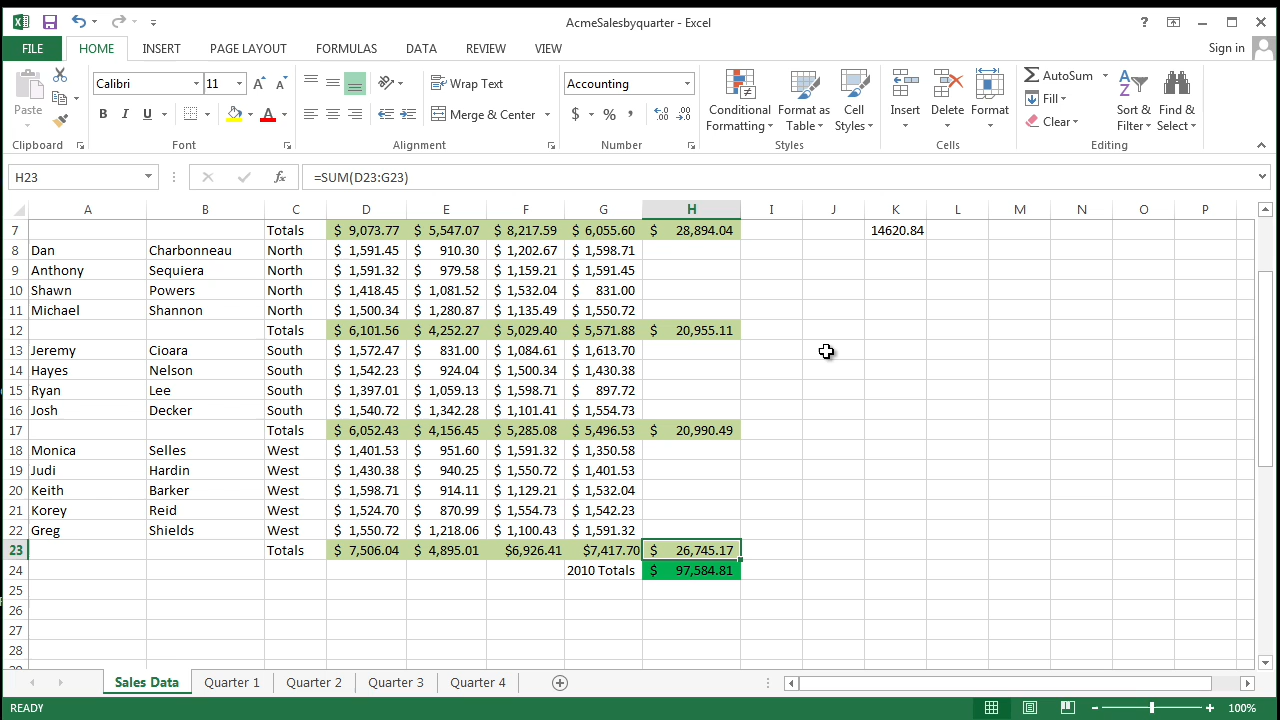 AcmeSalesbyquarter - Excel
?
FILE HOME INSERT PAGE LAYOUT FORMULAS DATA REVIEW VIEW Sign in
Paste
Calibri 11
B I U
Wrap Text
Merge & Center
Accounting
$ % ,
Conditional Formatting
Format as Table
Cell Styles
Insert
Delete
Format
AutoSum
Fill
Clear
Sort & Filter
Find & Select
Clipboard Font Alignment Number Styles Cells Editing
H23 fx =SUM(D23:G23)
A B C D E F G H I J K L M N O P
7 Totals $ 9,073.77 $ 5,547.07 $ 8,217.59 $ 6,055.60 $ 28,894.04 14620.84
8 Dan Charbonneau North $ 1,591.45 $ 910.30 $ 1,202.67 $ 1,598.71
9 Anthony Sequiera North $ 1,591.32 $ 979.58 $ 1,159.21 $ 1,591.45
10 Shawn Powers North $ 1,418.45 $ 1,081.52 $ 1,532.04 $ 831.00
11 Michael Shannon North $ 1,500.34 $ 1,280.87 $ 1,135.49 $ 1,550.72
12 Totals $ 6,101.56 $ 4,252.27 $ 5,029.40 $ 5,571.88 $ 20,955.11
13 Jeremy Cioara South $ 1,572.47 $ 831.00 $ 1,084.61 $ 1,613.70
14 Hayes Nelson South $ 1,542.23 $ 924.04 $ 1,500.34 $ 1,430.38
15 Ryan Lee South $ 1,397.01 $ 1,059.13 $ 1,598.71 $ 897.72
16 Josh Decker South $ 1,540.72 $ 1,342.28 $ 1,101.41 $ 1,554.73
17 Totals $ 6,052.43 $ 4,156.45 $ 5,285.08 $ 5,496.53 $ 20,990.49
18 Monica Selles West $ 1,401.53 $ 951.60 $ 1,591.32 $ 1,350.58
19 Judi Hardin West $ 1,430.38 $ 940.25 $ 1,550.72 $ 1,401.53
20 Keith Barker West $ 1,598.71 $ 914.11 $ 1,129.21 $ 1,532.04
21 Korey Reid West $ 1,524.70 $ 870.99 $ 1,554.73 $ 1,542.23
22 Greg Shields West $ 1,550.72 $ 1,218.06 $ 1,100.43 $ 1,591.32
23 Totals $ 7,506.04 $ 4,895.01 $6,926.41 $7,417.70 $ 26,745.17
24 2010 Totals $ 97,584.81
25
26
27
28
29
Sales Data Quarter 1 Quarter 2 Quarter 3 Quarter 4
READY 100%